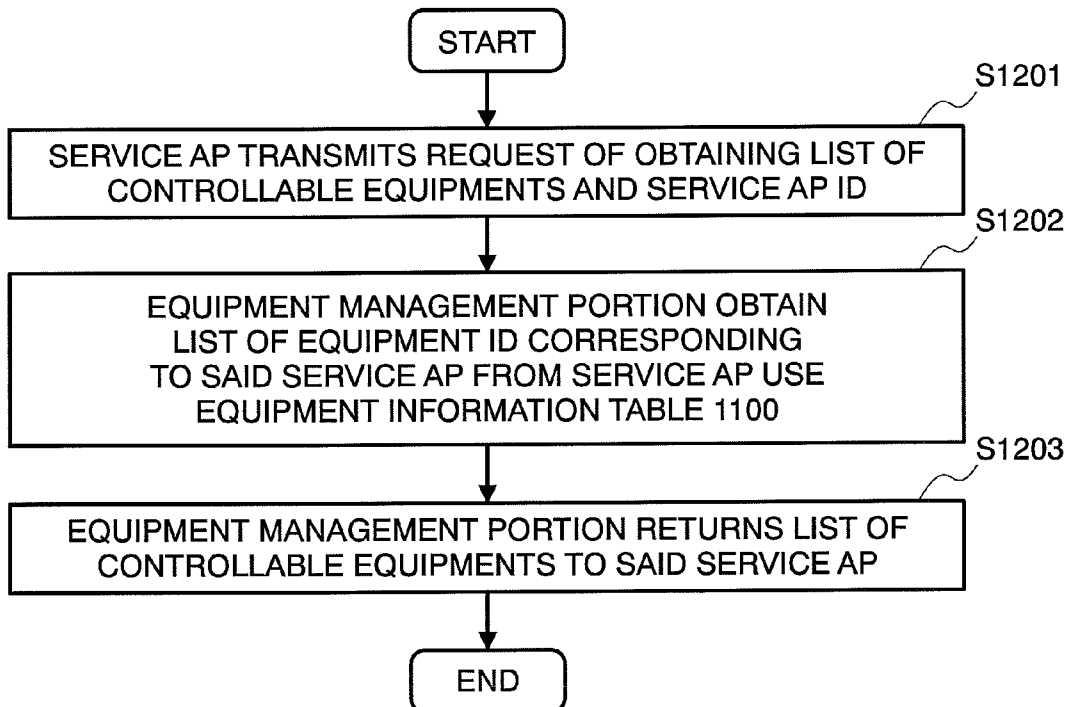 START
S1201
SERVICE AP TRANSMITS REQUEST OF OBTAINING LIST OF
CONTROLLABLE EQUIPMENTS AND SERVICE AP ID
S1202
EQUIPMENT MANAGEMENT PORTION OBTAIN
LIST OF EQUIPMENT ID CORRESPONDING
TO SAID SERVICE AP FROM SERVICE AP USE
EQUIPMENT INFORMATION TABLE 1100
S1203
EQUIPMENT MANAGEMENT PORTION RETURNS LIST OF
CONTROLLABLE EQUIPMENTS TO SAID SERVICE AP
END